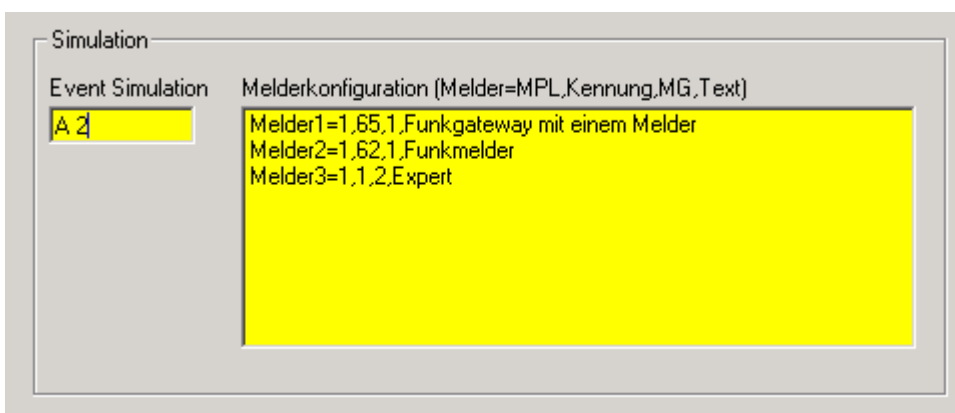 Simulation
Event Simulation
Melderkonfiguration (Melder=MPL,Kennung,MG,Text)
A 2
Melder1=1,65,1,Funkgateway mit einem Melder
Melder2=1,62,1,Funkmelder
Melder3=1,1,2,Expert